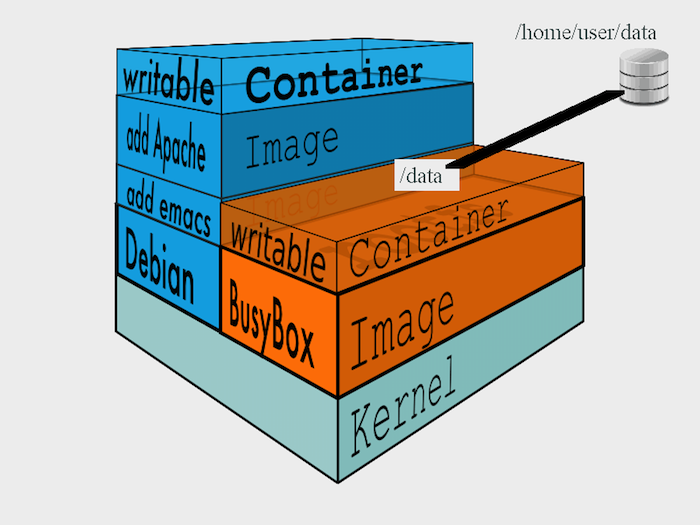 /home/user/data
writable
Container
add Apache
Image
/data
add emacs
Image
writable
Container
Debian
BusyBox
Image
Kernel